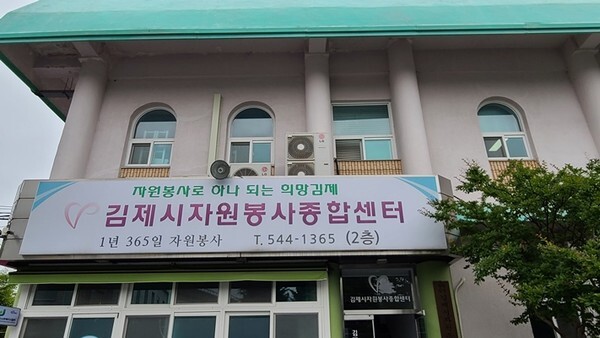 자원봉사로 하나 되는 희망김제
김제시자원봉사종합센터
1년 365일 자원봉사 T. 544-1365 (2층)
김제시자원봉사종합센터
김